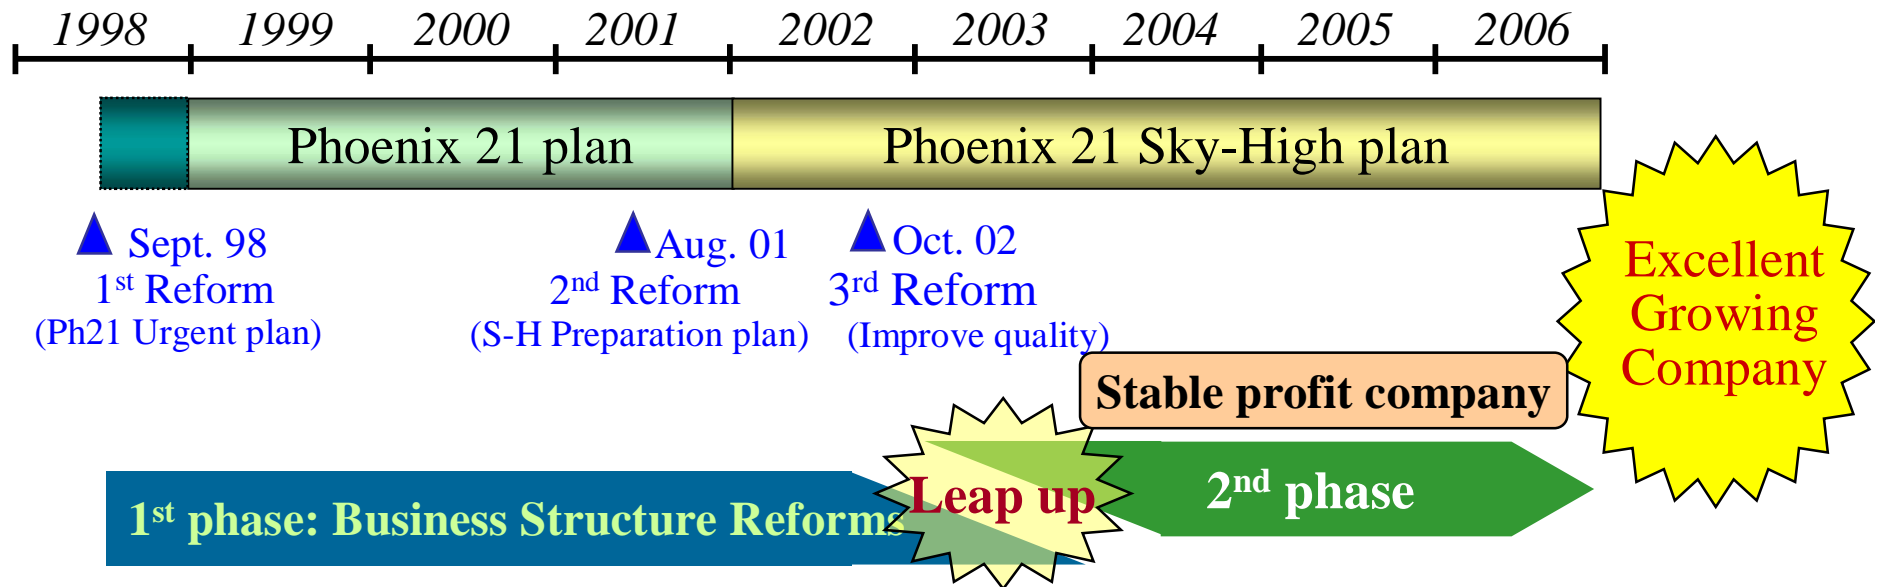 1998 1999 2000 2001 2002 2003 2004 2005 2006
Phoenix 21 plan
Phoenix 21 Sky-High plan
Sept. 98
1st Reform
(Ph21 Urgent plan)
Aug. 01
2nd Reform
(S-H Preparation plan)
Oct. 02
3rd Reform
(Improve quality)
Excellent
Growing
Company
Stable profit company
1st phase: Business Structure Reforms
Leap up
2nd phase